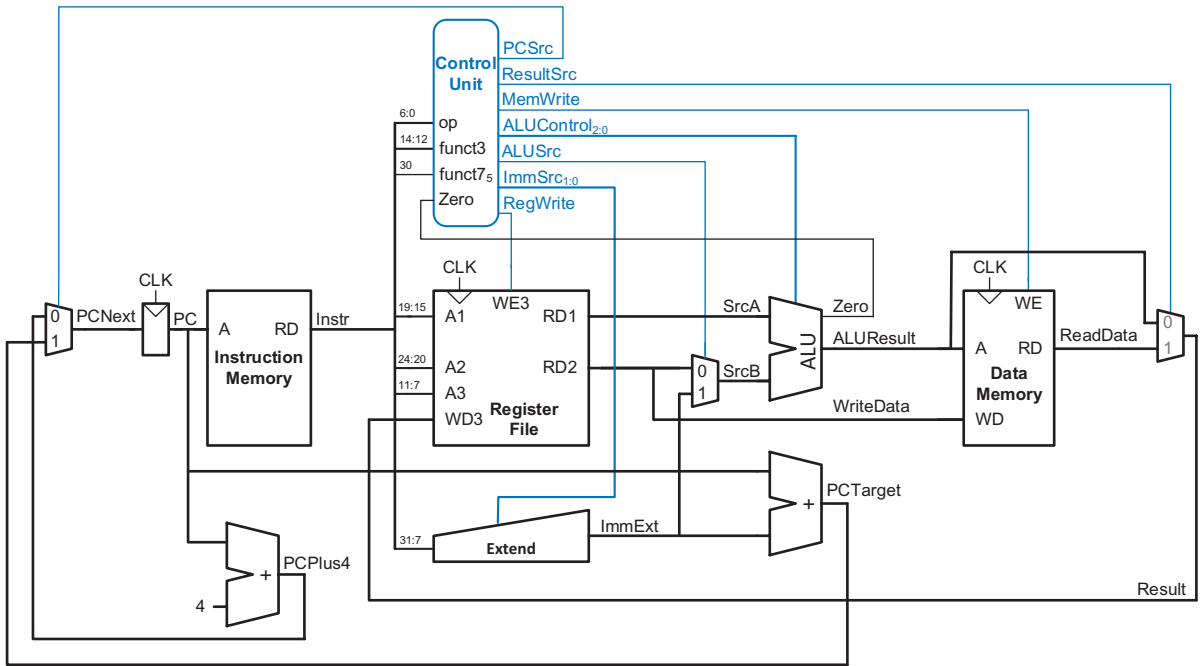 PCSrc
Control
Unit
ResultSrc
MemWrite
6:0
op
ALUControl2:0
14:12
funct3
ALUSrc
30
funct75
ImmSrc1:0
Zero
RegWrite
CLK
CLK
CLK
0
1
PCNext
PC
A
RD
Instruction
Memory
Instr
19:15
A1
WE3
RD1
24:20
A2
RD2
11:7
A3
WD3
Register
File
SrcA
0
1
SrcB
ALU
Zero
ALUResult
WriteData
WE
A
RD
Data
Memory
WD
ReadData
0
1
+
PCTarget
31:7
Extend
ImmExt
+
PCPlus4
4
Result